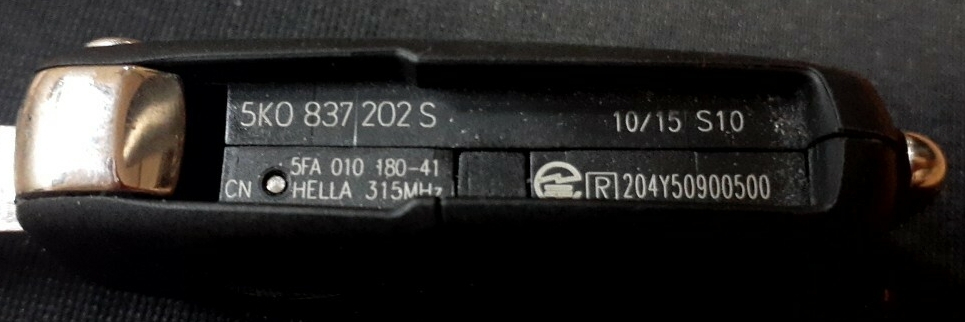 5K0 837 202 S 10/15 S10
5FA 010 180-41
CN HELLA 315MHz
R 204Y50900500